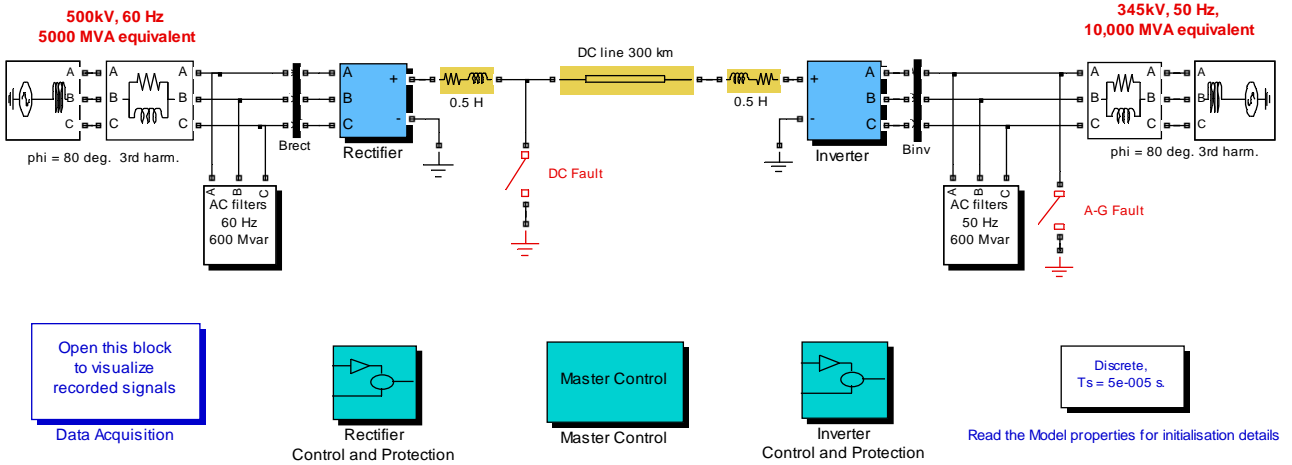 500kV, 60 Hz
5000 MVA equivalent
345kV, 50 Hz,
10,000 MVA equivalent
DC line 300 km
A
B
C
A
B
C
A
B
C
+
-
0.5 H
0.5 H
+
-
A
B
C
A
B
C
A
B
C
Brect
Rectifier
Inverter
Binv
phi = 80 deg. 3rd harm.
phi = 80 deg. 3rd harm.
DC Fault
A B C
AC filters
60 Hz
600 Mvar
A B C
AC filters
50 Hz
600 Mvar
A-G Fault
Open this block
to visualize
recorded signals
Data Acquisition
Rectifier
Control and Protection
Master Control
Master Control
Inverter
Control and Protection
Discrete,
Ts = 5e-005 s.
Read the Model properties for initialisation details